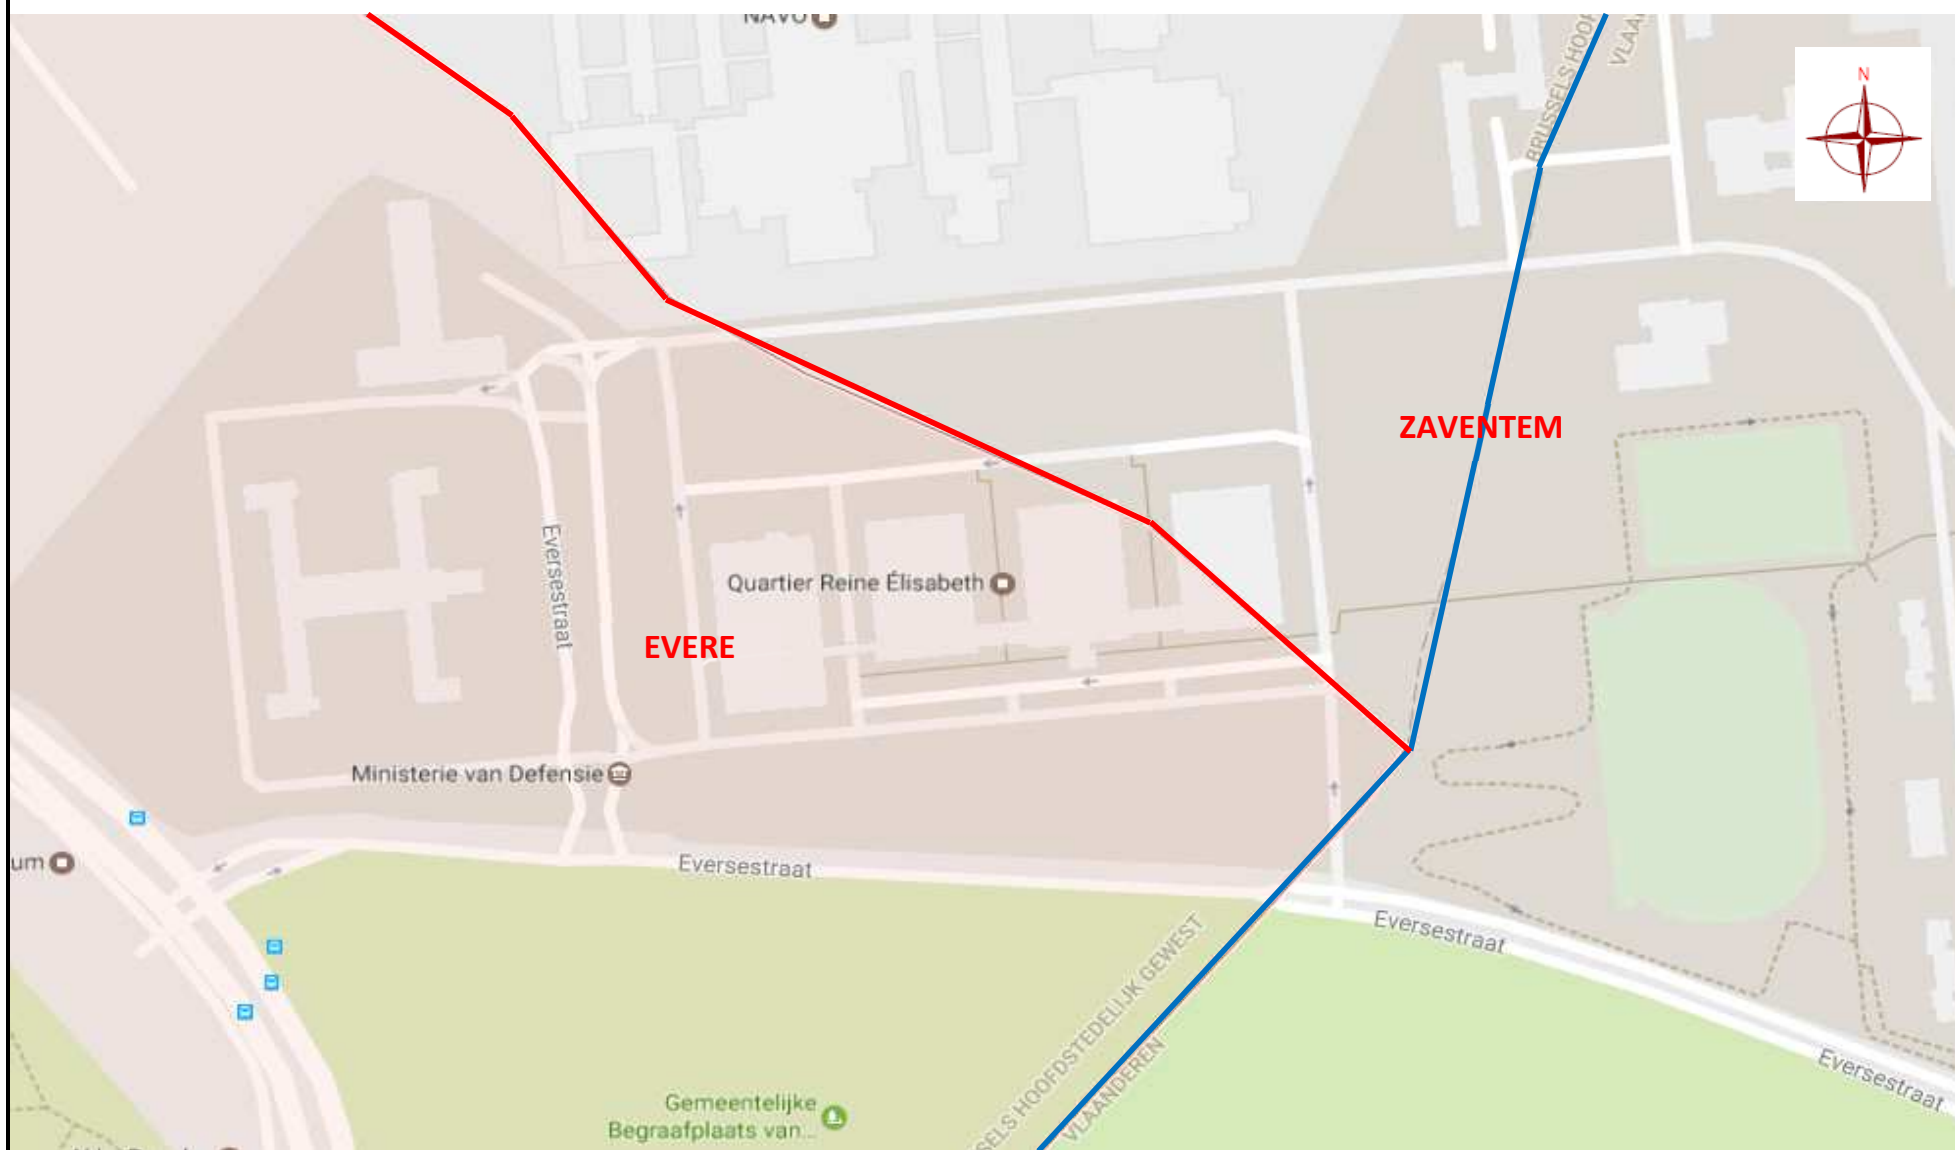 NAVO
BRUSSELS HOOF
VLAA
N
ZAVENTEM
Eversestraat
Quartier Reine Élisabeth
EVERE
Ministerie van Defensie
um
Eversestraat
Eversestraat
SELS HOOFDSTEDELIJK GEWEST
VLAANDEREN
Eversestraat
Gemeentelijke
Begraafplaats van...